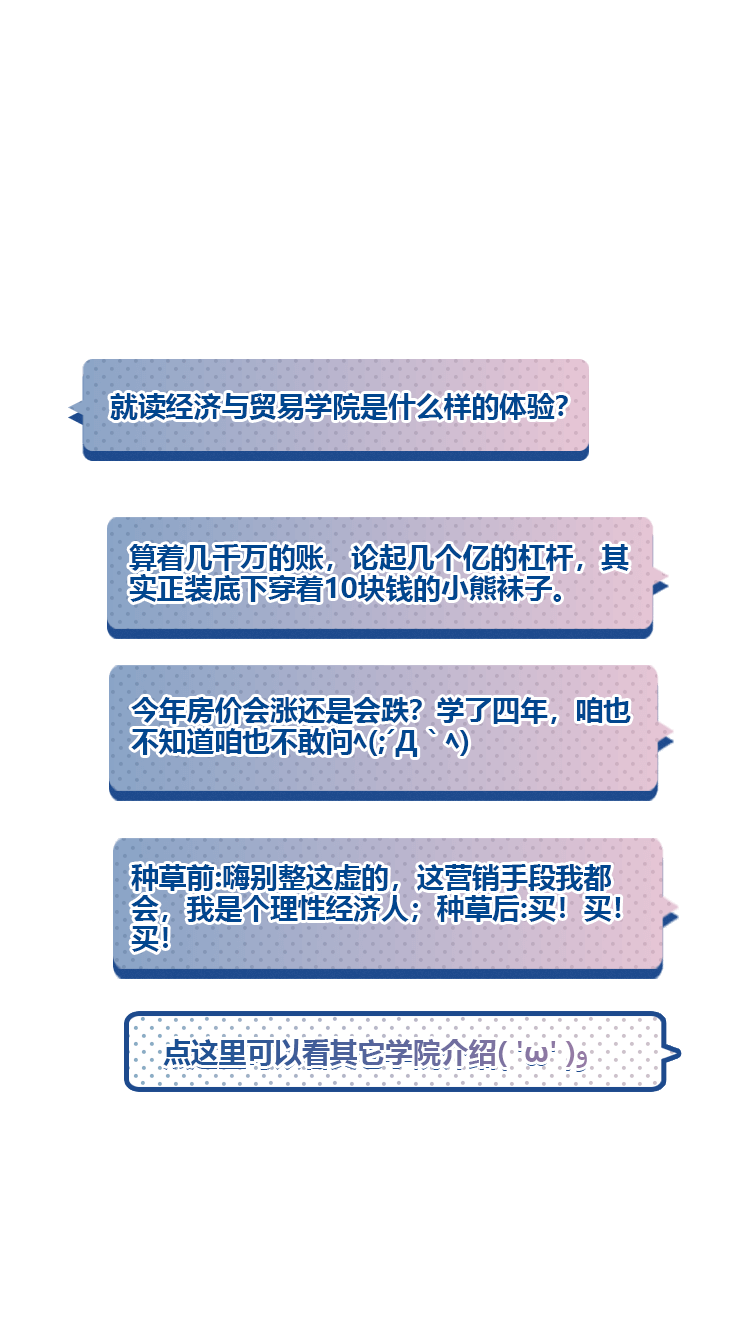 就读经济与贸易学院是什么样的体验？
算着几千万的账，论起几个亿的杠杆，其
实正装底下穿着10块钱的小熊袜子。
今年房价会涨还是会跌？学了四年，咱也
不知道咱也不敢问^(;´Д｀^)
种草前:嗨别整这虚的，这营销手段我都
会，我是个理性经济人；种草后:买！买！
买！
点这里可以看其它学院介绍( 'ω' )و